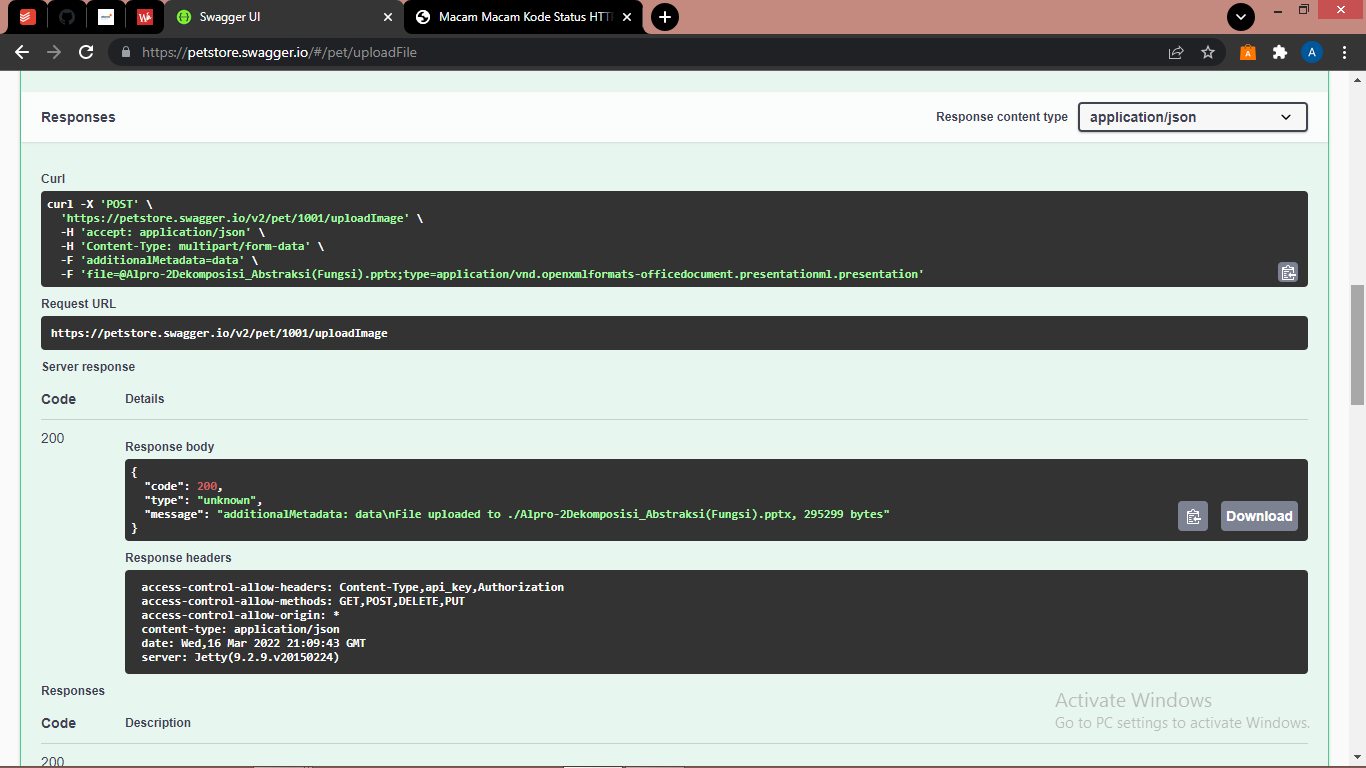 Swagger UI
Macam Macam Kode Status HTT
https://petstore.swagger.io/#/pet/uploadFile
A
Responses
Response content type
application/json
Curl
curl -X 'POST' \
'https://petstore.swagger.io/v2/pet/1001/uploadImage' \
-H 'accept: application/json' \
-H 'Content-Type: multipart/form-data' \
-F 'additionalMetadata=data' \
-F 'file=@Alpro-2Dekomposisi_Abstraksi(Fungsi).pptx;type=application/vnd.openxmlformats-officedocument.presentationml.presentation'
Request URL
https://petstore.swagger.io/v2/pet/1001/uploadImage
Server response
Code Details
200
Response body
{
"code": 200,
"type": "unknown",
"message": "additionalMetadata: data\nFile uploaded to ./Alpro-2Dekomposisi_Abstraksi(Fungsi).pptx, 295299 bytes"
}
Download
Response headers
access-control-allow-headers: Content-Type,api_key,Authorization
access-control-allow-methods: GET,POST,DELETE,PUT
access-control-allow-origin: *
content-type: application/json
date: Wed,16 Mar 2022 21:09:43 GMT
server: Jetty(9.2.9.v20150224)
Responses
Code Description
200
Activate Windows
Go to PC settings to activate Windows.